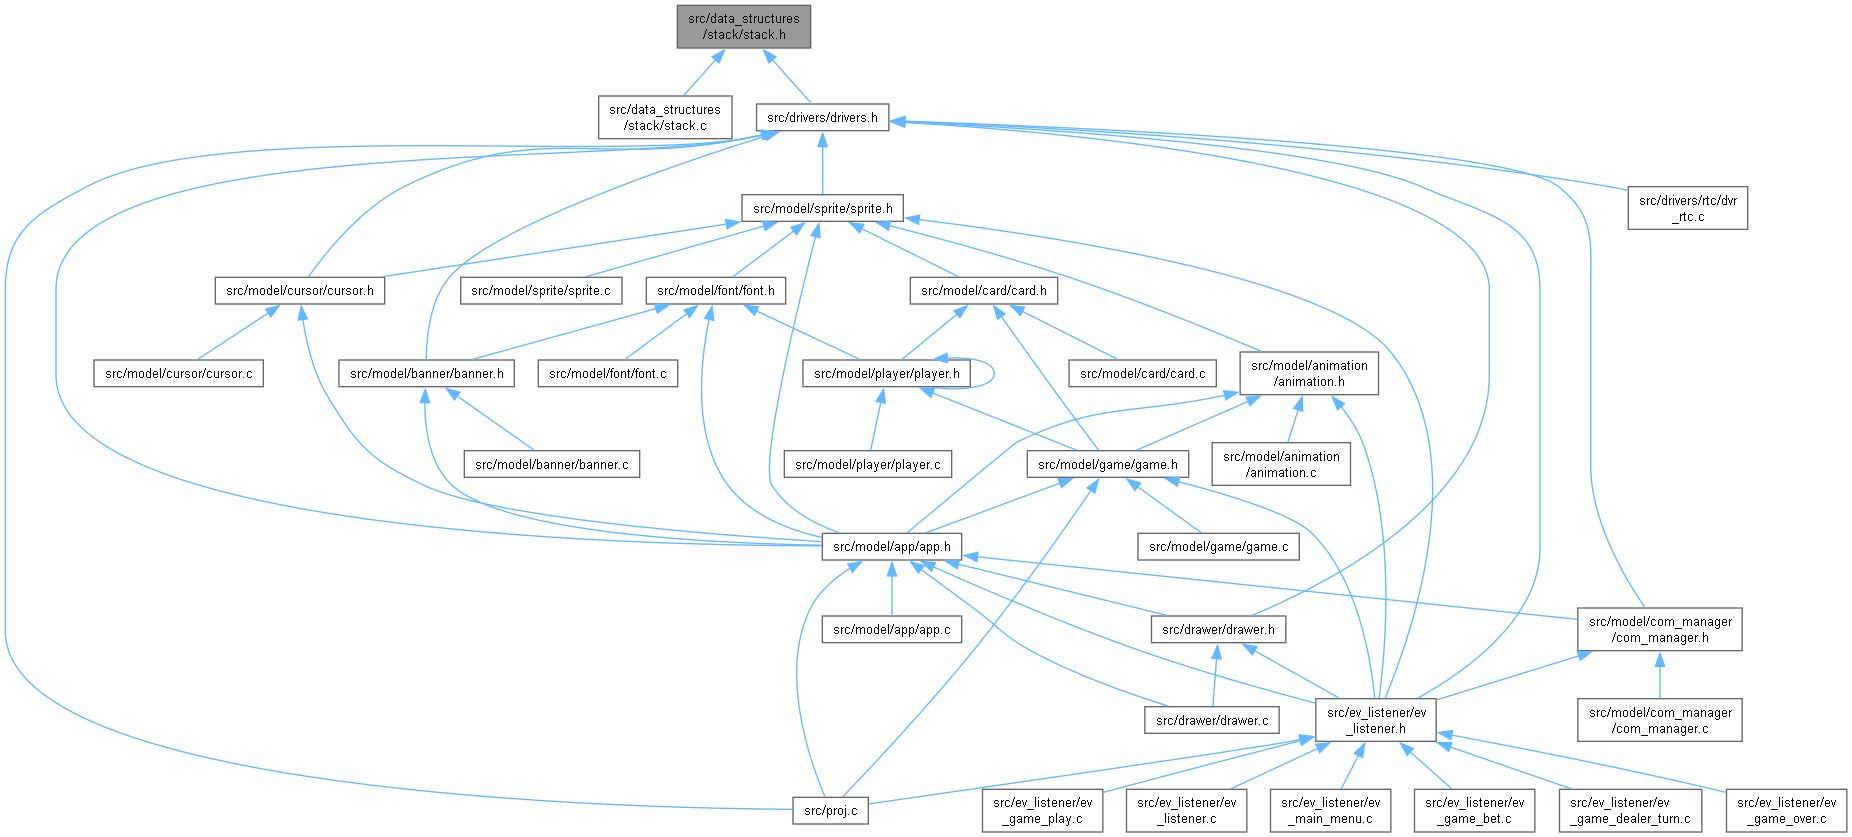 src/data_structures
/stack/stack.h
src/data_structures
/stack/stack.c
src/drivers/drivers.h
src/drivers/rtc/dvr
_rtc.c
src/model/sprite/sprite.h
src/model/cursor/cursor.h
src/model/sprite/sprite.c
src/model/font/font.h
src/model/card/card.h
src/model/cursor/cursor.c
src/model/banner/banner.h
src/model/font/font.c
src/model/player/player.h
src/model/card/card.c
src/model/animation
/animation.h
src/model/banner/banner.c
src/model/player/player.c
src/model/game/game.h
src/model/animation
/animation.c
src/model/app/app.h
src/model/game/game.c
src/model/app/app.c
src/drawer/drawer.h
src/model/com_manager
/com_manager.h
src/drawer/drawer.c
src/ev_listener/ev
_listener.h
src/model/com_manager
/com_manager.c
src/proj.c
src/ev_listener/ev
_game_play.c
src/ev_listener/ev
_listener.c
src/ev_listener/ev
_main_menu.c
src/ev_listener/ev
_game_bet.c
src/ev_listener/ev
_game_dealer_turn.c
src/ev_listener/ev
_game_over.c